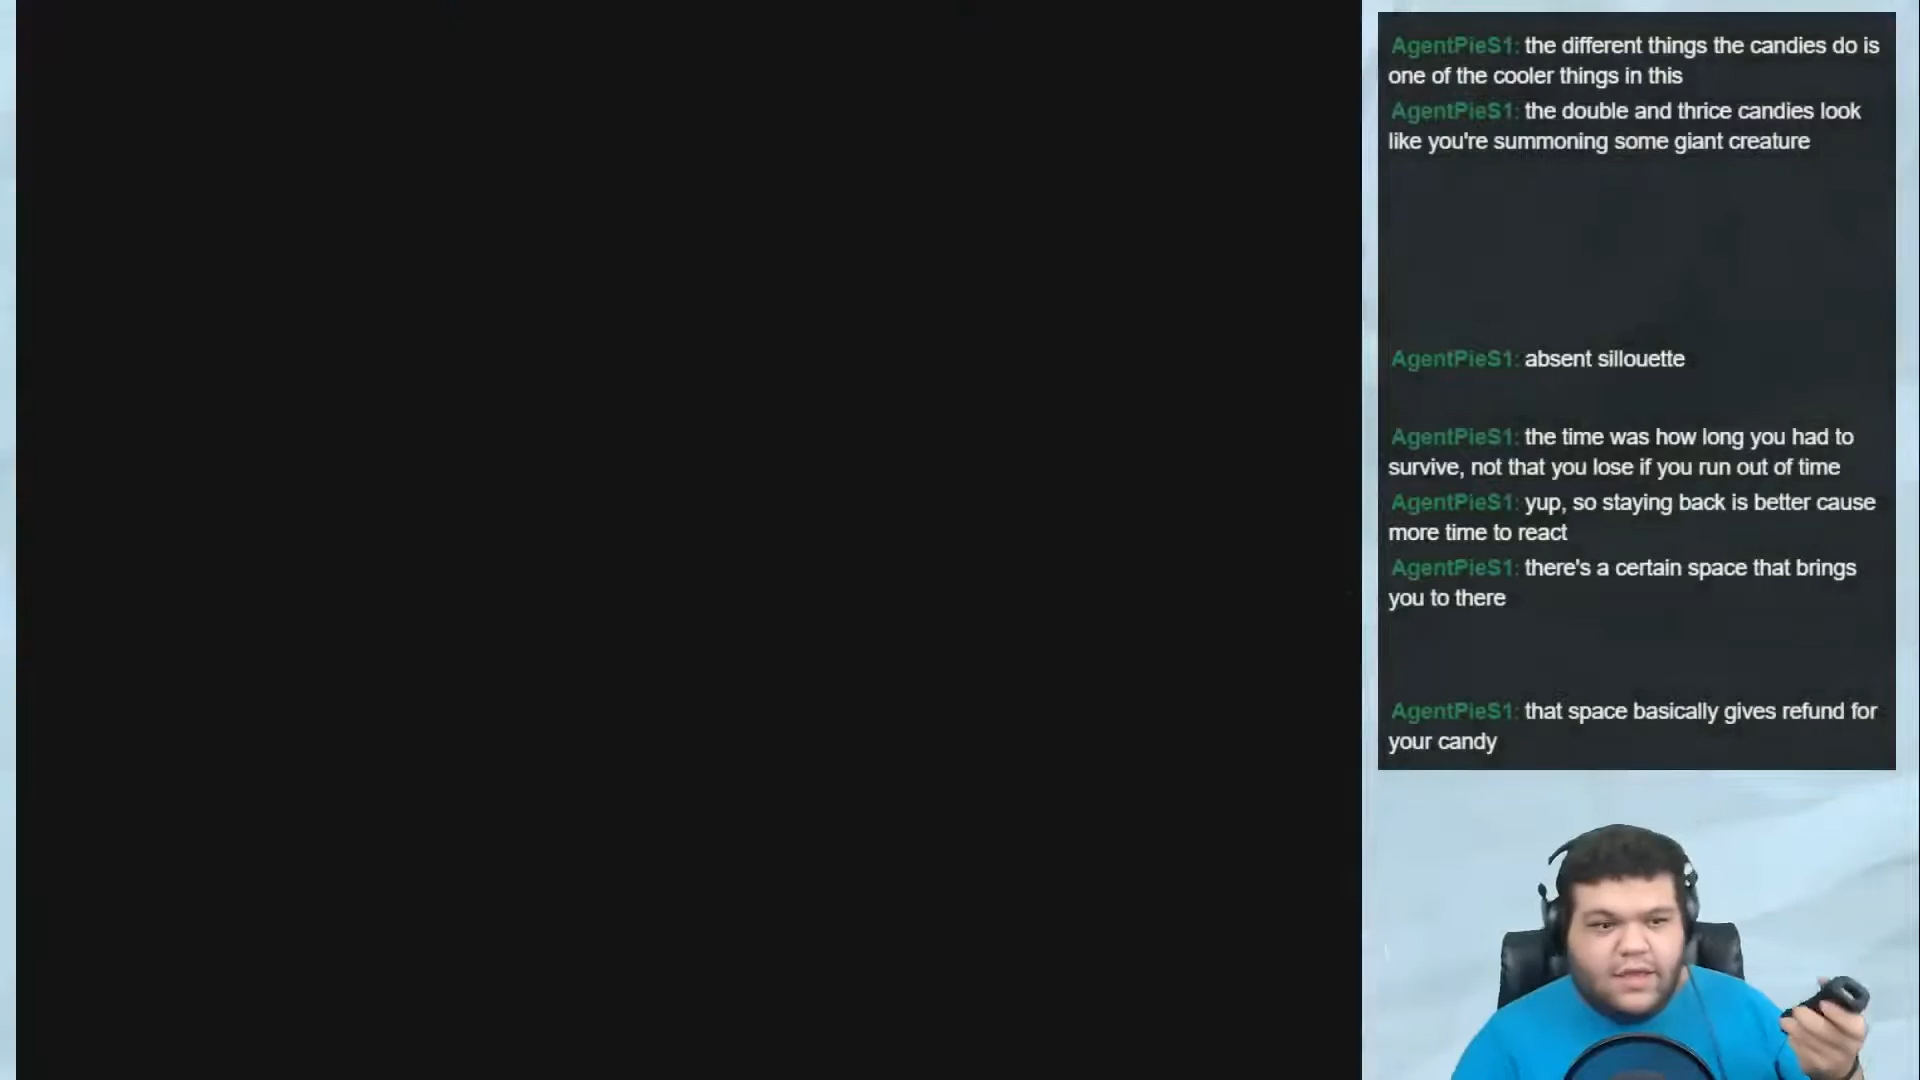 AgentPieS1: the different things the candies do is
one of the cooler things in this
AgentPieS1: the double and thrice candies look
like you're summoning some giant creature
AgentPieS1: absent sillouette
AgentPieS1: the time was how long you had to
survive, not that you lose if you run out of time
AgentPieS1: yup, so staying back is better cause
more time to react
AgentPieS1: there's a certain space that brings
you to there
AgentPieS1: that space basically gives refund for
your candy